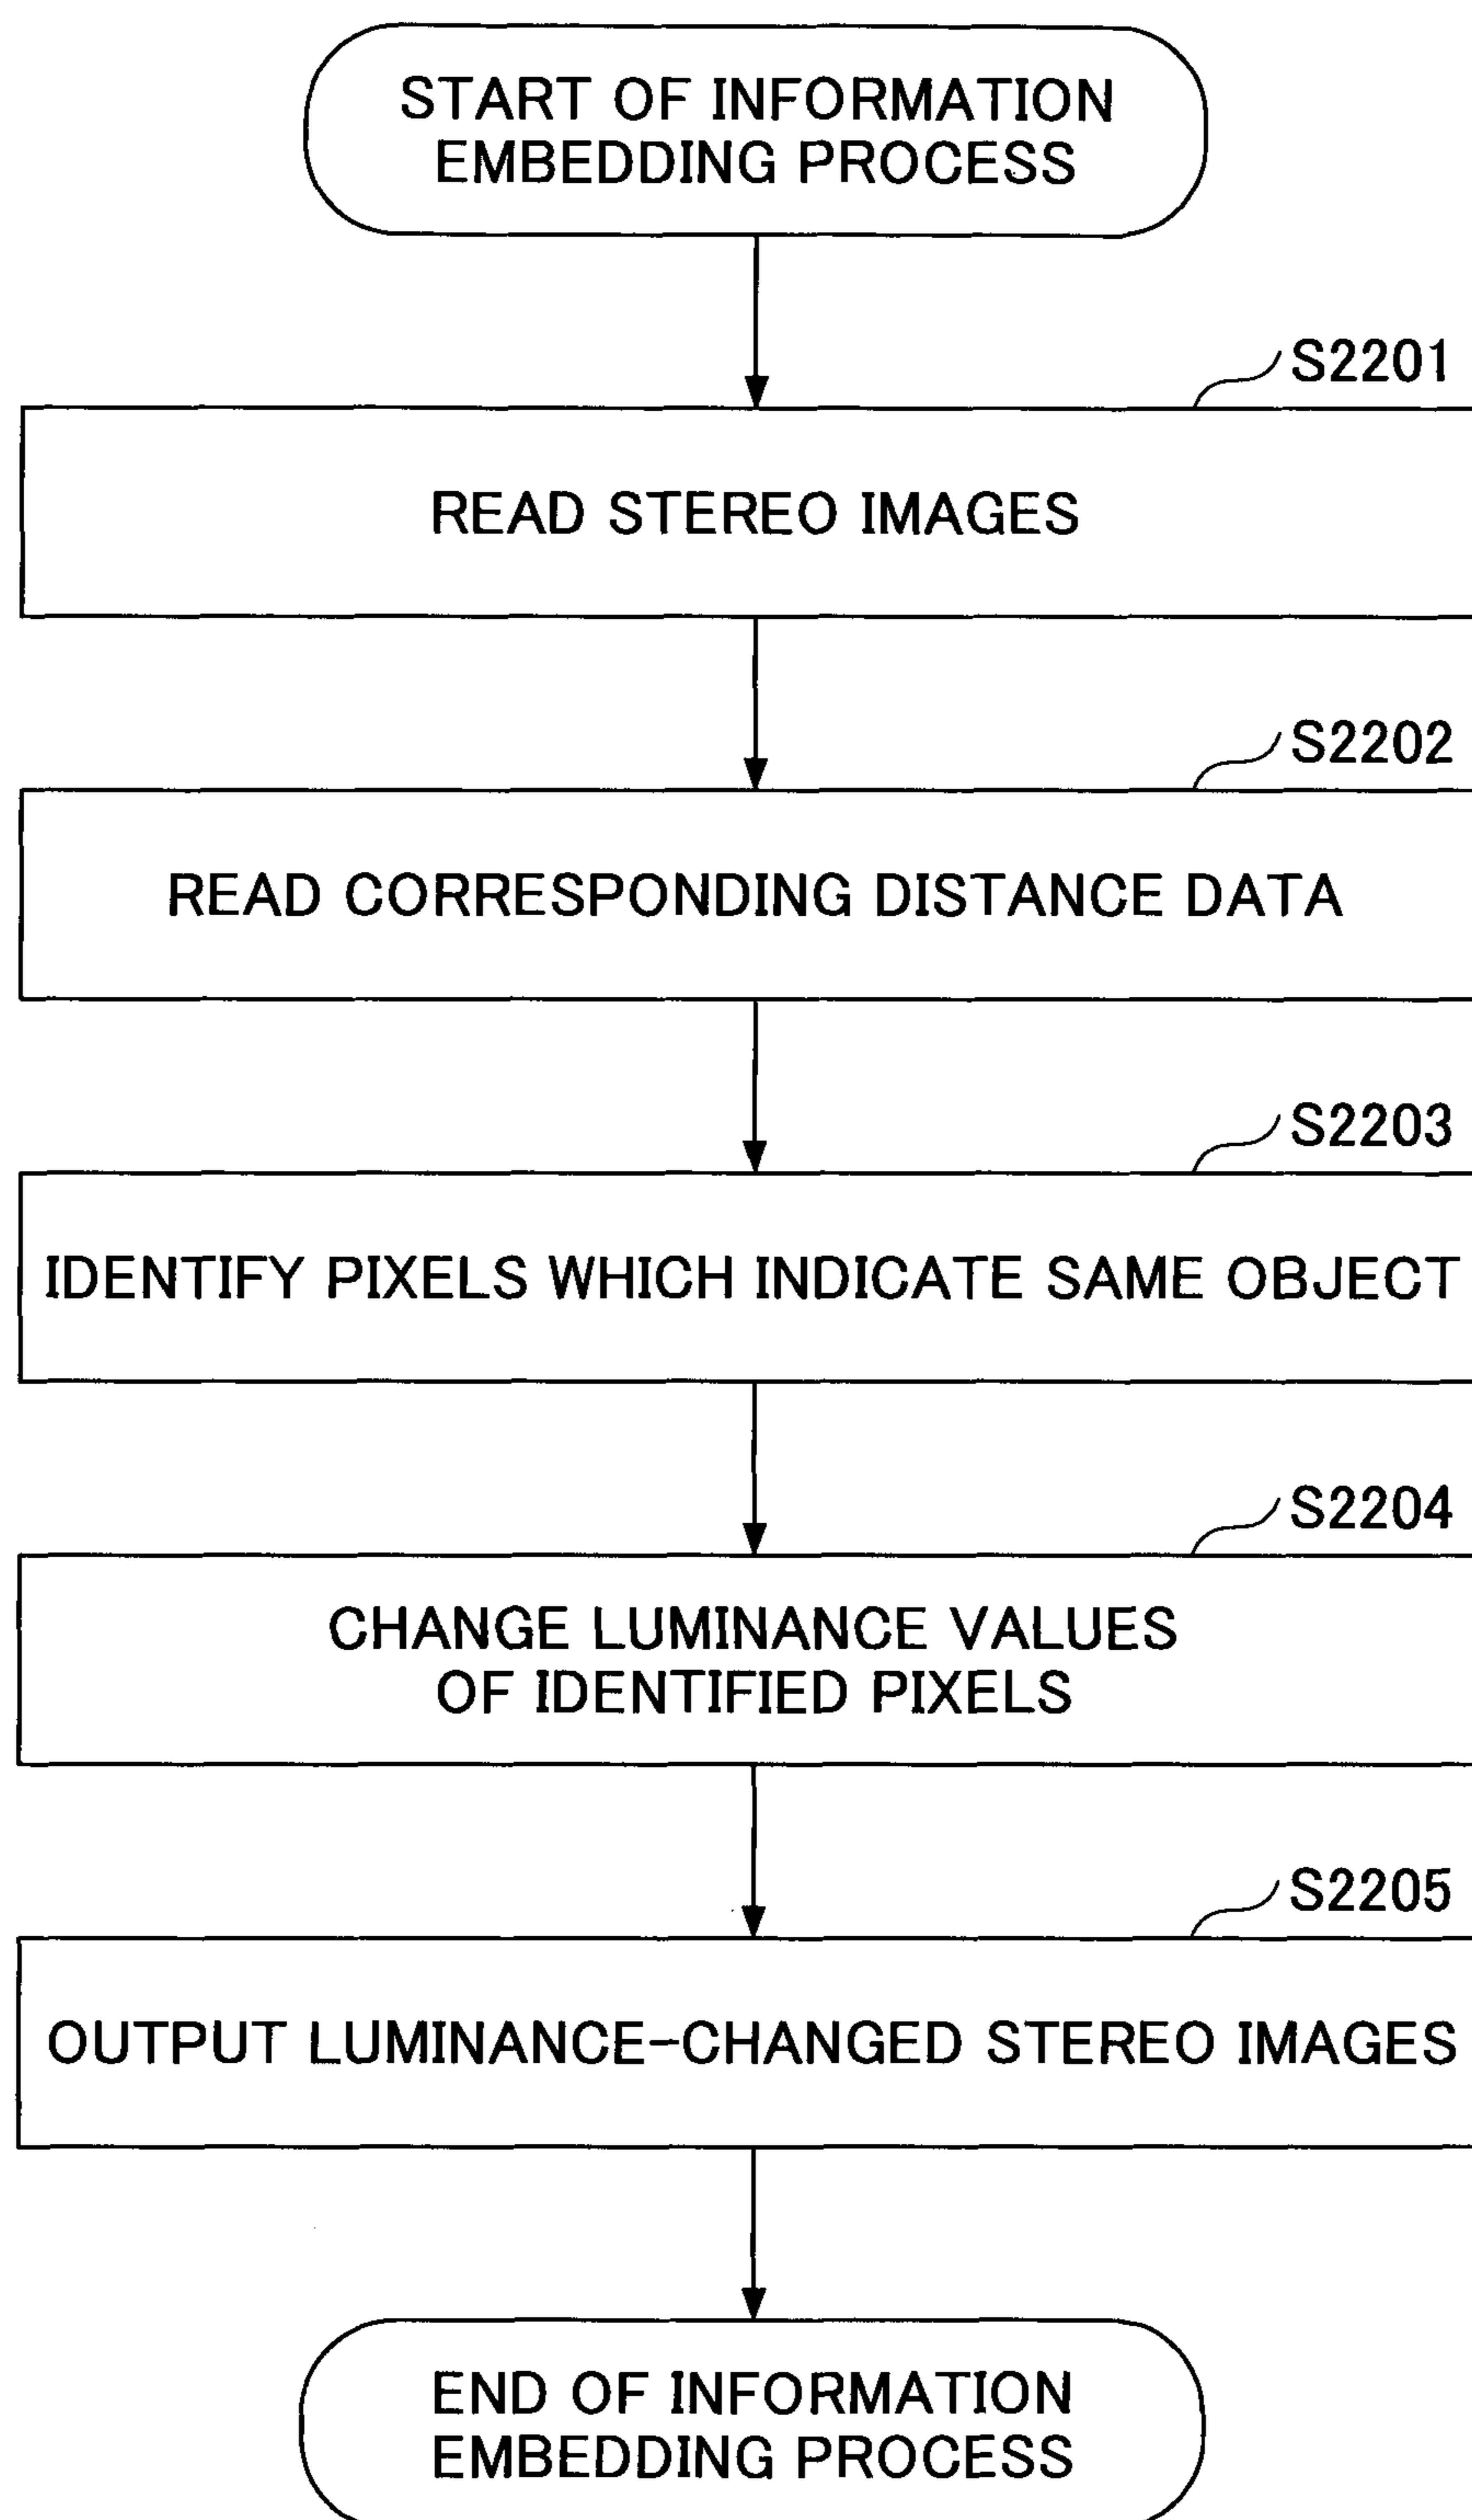 START OF INFORMATION
EMBEDDING PROCESS
S2201
READ STEREO IMAGES
S2202
READ CORRESPONDING DISTANCE DATA
S2203
IDENTIFY PIXELS WHICH INDICATE SAME OBJECT
S2204
CHANGE LUMINANCE VALUES
OF IDENTIFIED PIXELS
S2205
OUTPUT LUMINANCE-CHANGED STEREO IMAGES
END OF INFORMATION
EMBEDDING PROCESS